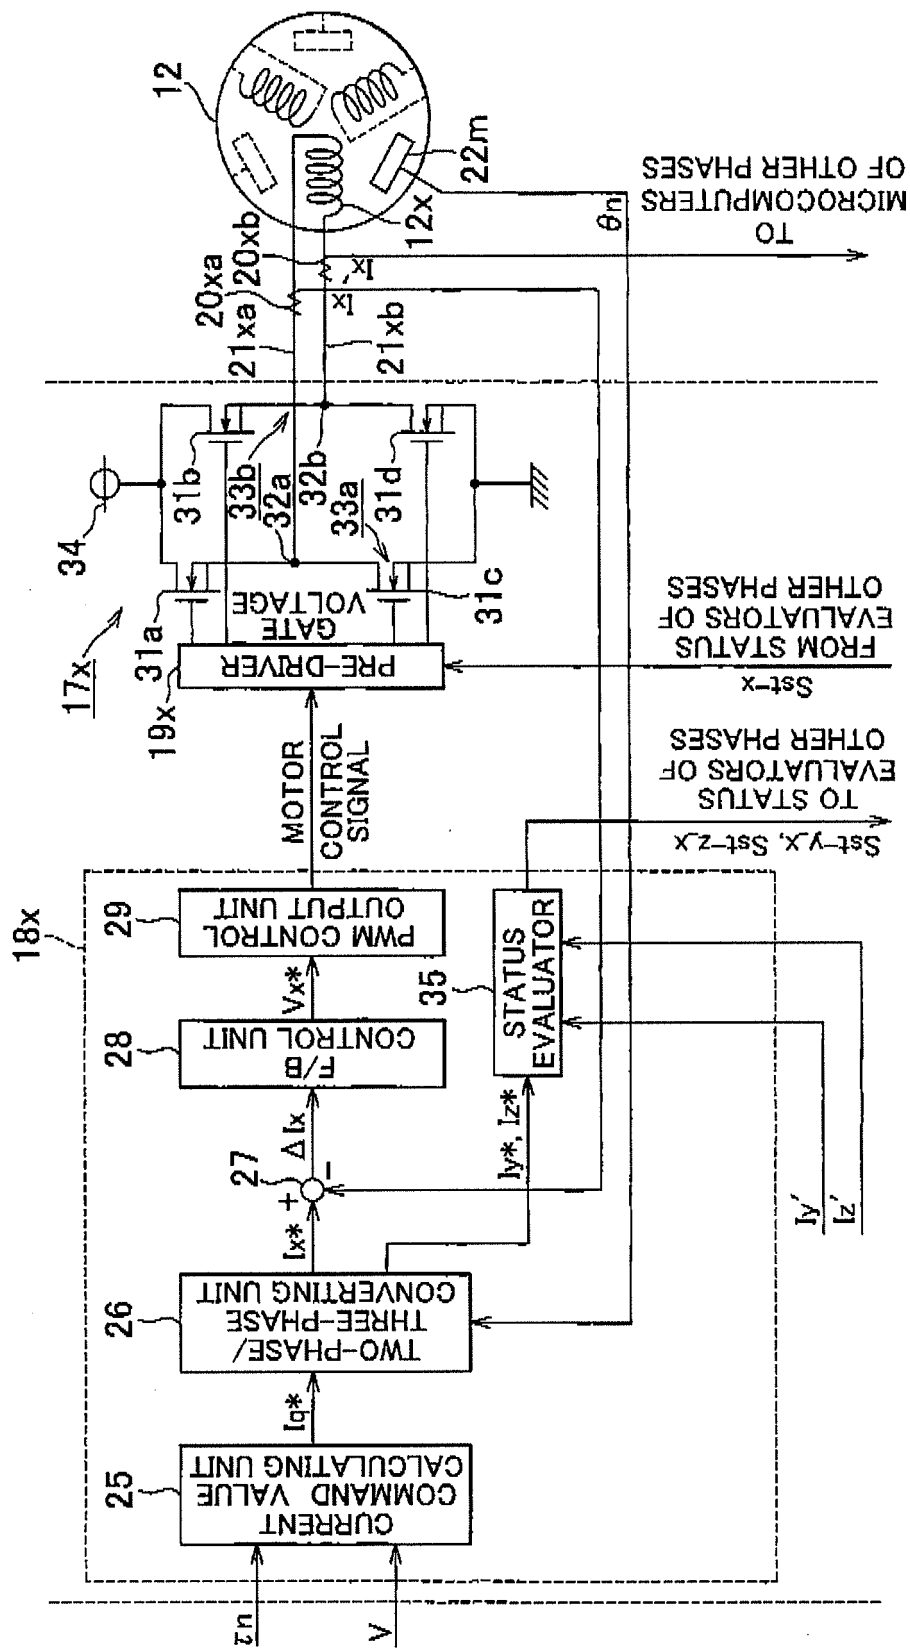 18x
τn
V
25
CURRENT
COMMAND VALUE
CALCULATING UNIT
Iq*
26
TWO-PHASE/
THREE-PHASE
CONVERTING UNIT
Ix*
+
-
27
ΔIx
28
F/B
CONTROL UNIT
Vx*
29
PWM CONTROL
OUTPUT UNIT
MOTOR
CONTROL
SIGNAL
Iy*, Iz*
35
STATUS
EVALUATOR
Iy'
Iz'
Sst-y_x, Sst-z_x
TO STATUS
EVALUATORS OF
OTHER PHASES
Sst-x
FROM STATUS
EVALUATORS OF
OTHER PHASES
17x
19x
PRE-DRIVER
GATE
VOLTAGE
34
31a
31b
33b
32a
32b
33a
31c
31d
21xa
20xa
20xb
21xb
Ix
Ix'
12
12x
22m
θn
TO
MICROCOMPUTERS
OF OTHER PHASES